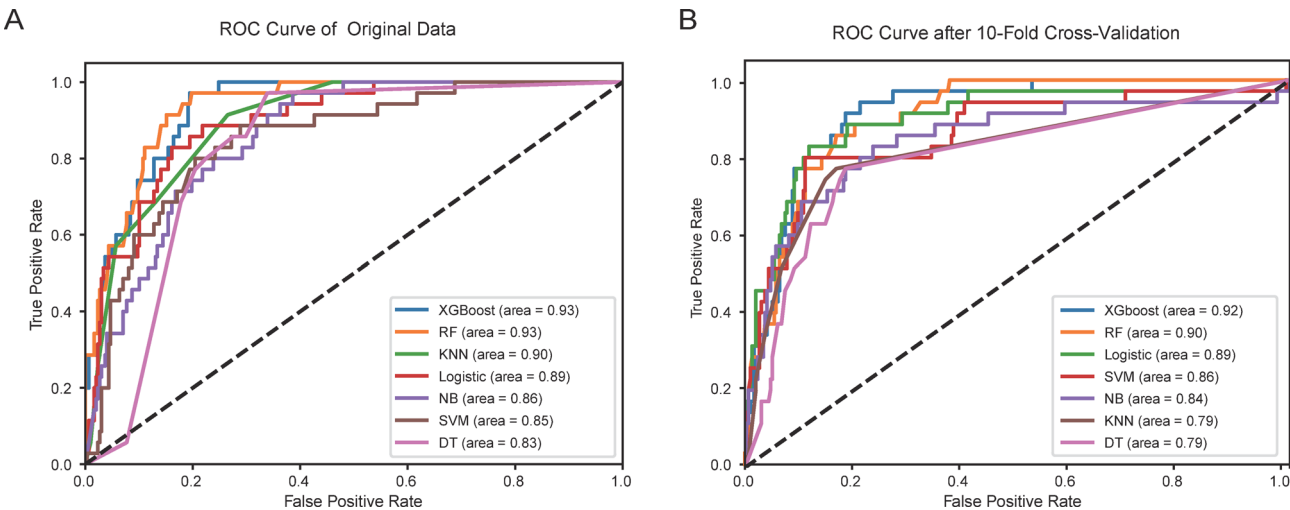 A
ROC Curve of Original Data
True Positive Rate
1.0
0.8
0.6
0.4
0.2
0.0
XGBoost (area = 0.93)
RF (area = 0.93)
KNN (area = 0.90)
Logistic (area = 0.89)
NB (area = 0.86)
SVM (area = 0.85)
DT (area = 0.83)
0.0 0.2 0.4 0.6 0.8 1.0
False Positive Rate
B
ROC Curve after 10-Fold Cross-Validation
True Positive Rate
1.0
0.8
0.6
0.4
0.2
0.0
XGBoost (area = 0.92)
RF (area = 0.90)
Logistic (area = 0.89)
SVM (area = 0.86)
NB (area = 0.84)
KNN (area = 0.79)
DT (area = 0.79)
0.0 0.2 0.4 0.6 0.8 1.0
False Positive Rate